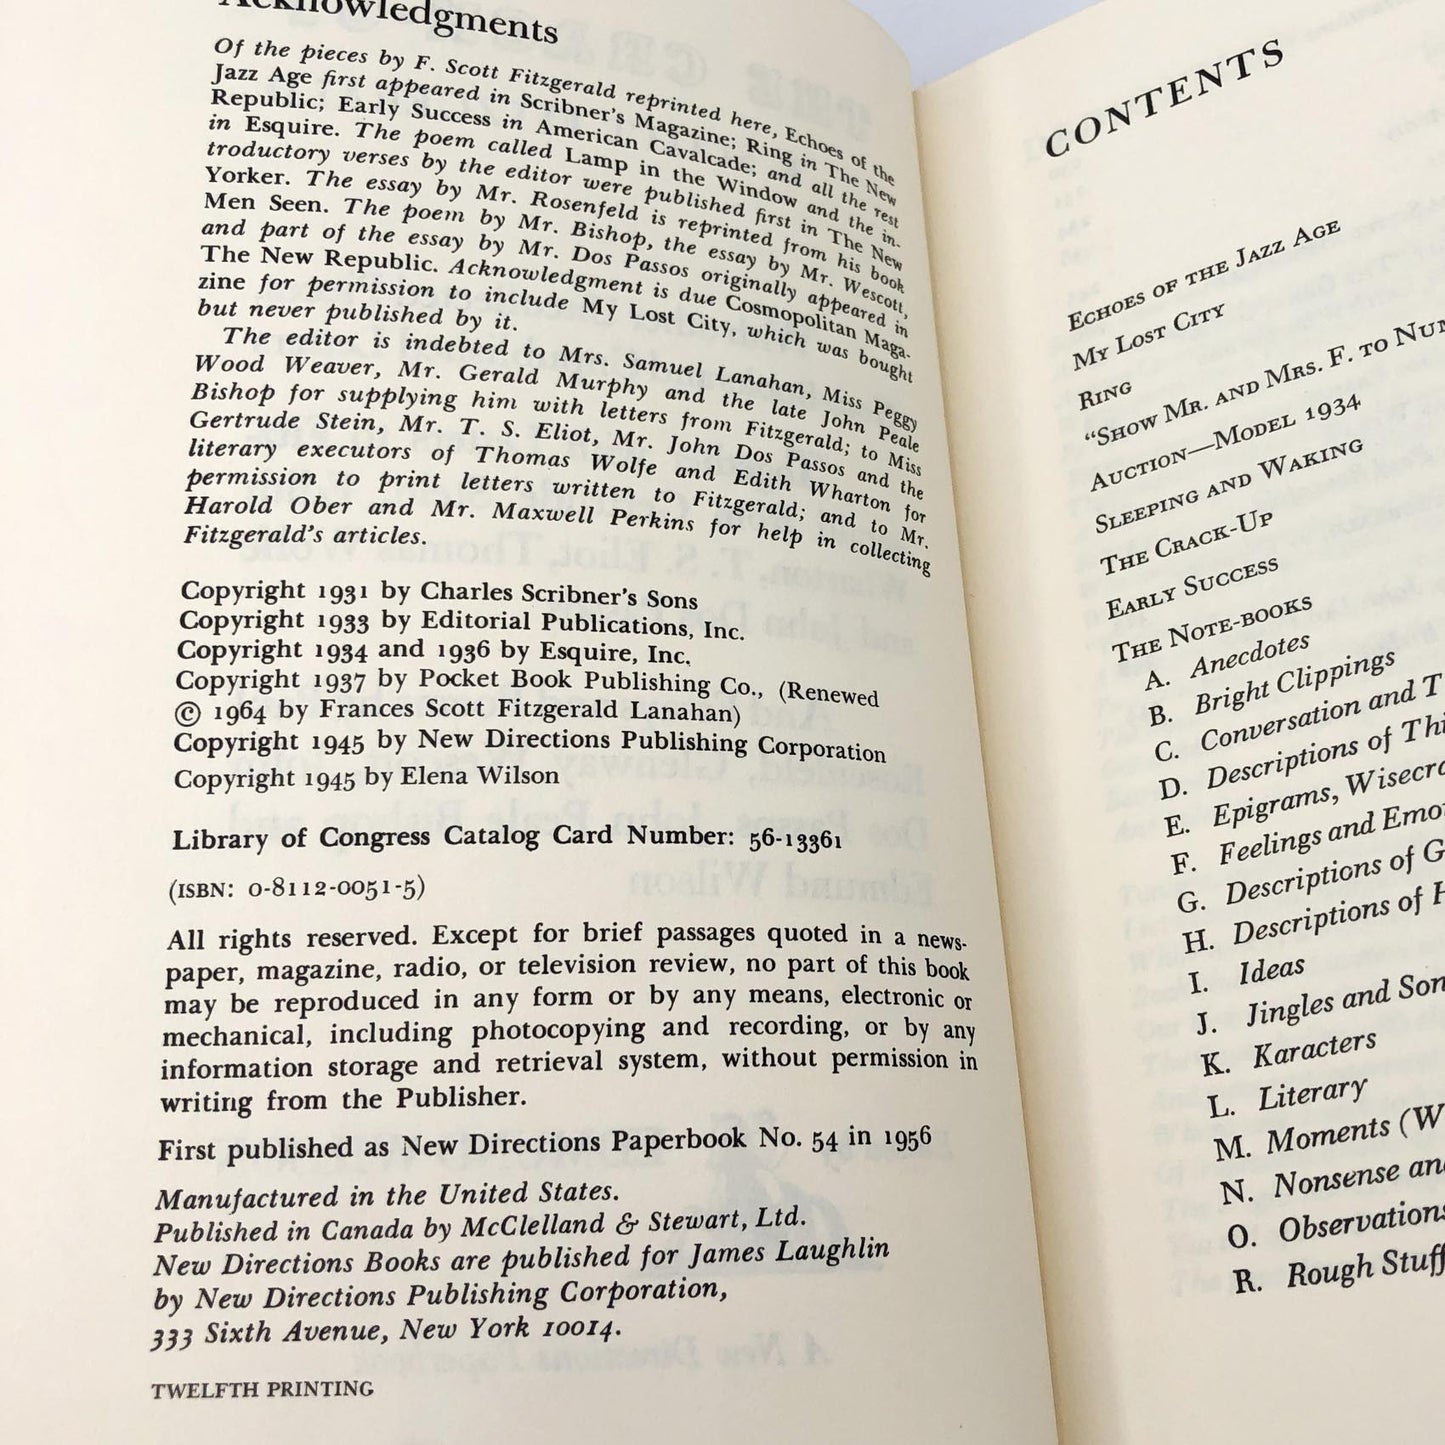 Acknowledgments
Of the pieces by F. Scott Fitzgerald reprinted here, Echoes of the
Jazz Age first appeared in Scribner's Magazine; Ring in The New
Republic; Early Success in American Cavalcade; and all the rest
in Esquire. The poem called Lamp in the Window and the in-
troductory verses by the editor were published first in The New
Yorker. The essay by Mr. Rosenfeld is reprinted from his book
Men Seen. The poem by Mr. Bishop, the essay by Mr. Wescott,
and part of the essay by Mr. Dos Passos originally appeared in
The New Republic. Acknowledgment is due Cosmopolitan Maga-
zine for permission to include My Lost City, which was bought
but never published by it.
The editor is indebted to Mrs. Samuel Lanahan, Miss Peggy
Wood Weaver, Mr. Gerald Murphy and the late John Peale
Bishop for supplying him with letters from Fitzgerald; to Miss
Gertrude Stein, Mr. T. S. Eliot, Mr. John Dos Passos and the
literary executors of Thomas Wolfe and Edith Wharton for
permission to print letters written to Fitzgerald; and to Mr.
Harold Ober and Mr. Maxwell Perkins for help in collecting
Fitzgerald's articles.
Copyright 1931 by Charles Scribner's Sons
Copyright 1933 by Editorial Publications, Inc.
Copyright 1934 and 1936 by Esquire, Inc.
Copyright 1937 by Pocket Book Publishing Co., (Renewed
© 1964 by Frances Scott Fitzgerald Lanahan)
Copyright 1945 by New Directions Publishing Corporation
Copyright 1945 by Elena Wilson
Library of Congress Catalog Card Number: 56-13361
(ISBN: 0-8112-0051-5)
All rights reserved. Except for brief passages quoted in a news-
paper, magazine, radio, or television review, no part of this book
may be reproduced in any form or by any means, electronic or
mechanical, including photocopying and recording, or by any
information storage and retrieval system, without permission in
writing from the Publisher.
First published as New Directions Paperbook No. 54 in 1956
Manufactured in the United States.
Published in Canada by McClelland & Stewart, Ltd.
New Directions Books are published for James Laughlin
by New Directions Publishing Corporation,
333 Sixth Avenue, New York 10014.
TWELFTH PRINTING
CONTENTS
ECHOES OF THE JAZZ AGE
MY LOST CITY
RING
"SHOW MR. AND MRS. F. TO
AUCTION—MODEL 1934
SLEEPING AND WAKING
THE CRACK-UP
EARLY SUCCESS
THE NOTE-BOOKS
A. Anecdotes
B. Bright Clippings
C. Conversation and
D. Descriptions of
E. Epigrams,
F. Feelings and
G. Descriptions of
H. Descriptions of
I. Ideas
J. Jingles and
K. Karacters
L. Literary
M. Moments
N. Nonsense
O. Observations
R. Rough Stuff